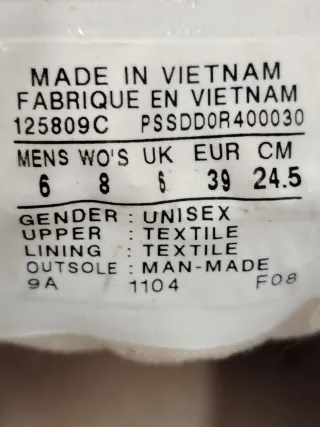 MADE IN VIETNAM
FABRIQUE EN VIETNAM
125809C PSSDD0R400030
MENS WO'S UK EUR CM
6 8 6 39 24.5
GENDER : UNISEX
UPPER : TEXTILE
LINING : TEXTILE
OUTSOLE : MAN-MADE
9A 1104 F08